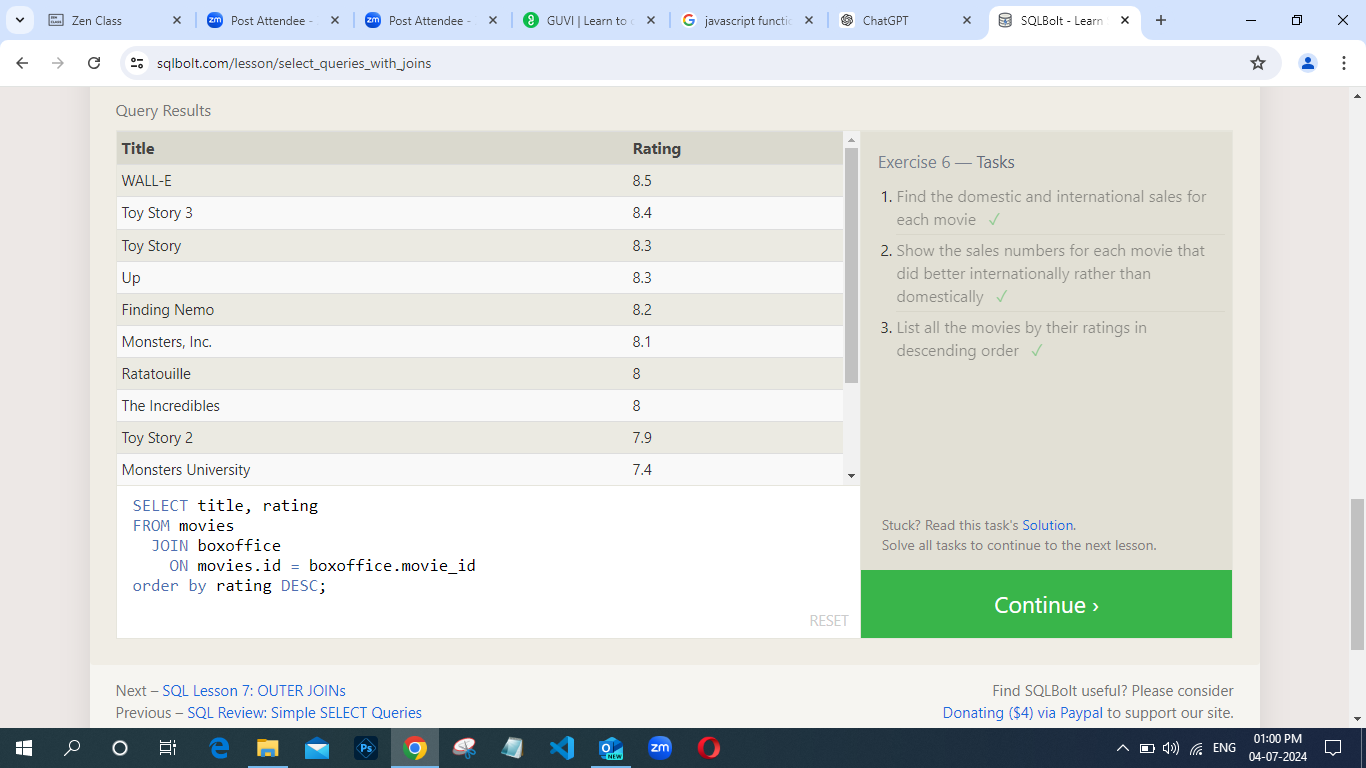 Zen Class
Post Attendee -
Post Attendee -
GUVI | Learn to c
javascript functi
ChatGPT
SQLBolt - Learn S
sqlbolt.com/lesson/select_queries_with_joins
Query Results
Title Rating
WALL-E 8.5
Toy Story 3 8.4
Toy Story 8.3
Up 8.3
Finding Nemo 8.2
Monsters, Inc. 8.1
Ratatouille 8
The Incredibles 8
Toy Story 2 7.9
Monsters University 7.4
SELECT title, rating
FROM movies
JOIN boxoffice
ON movies.id = boxoffice.movie_id
order by rating DESC;
RESET
Exercise 6 — Tasks
1. Find the domestic and international sales for
each movie ✓
2. Show the sales numbers for each movie that
did better internationally rather than
domestically ✓
3. List all the movies by their ratings in
descending order ✓
Stuck? Read this task's Solution.
Solve all tasks to continue to the next lesson.
Continue ›
Next – SQL Lesson 7: OUTER JOINs
Previous – SQL Review: Simple SELECT Queries
Find SQLBolt useful? Please consider
Donating ($4) via Paypal to support our site.
ENG
01:00 PM
04-07-2024